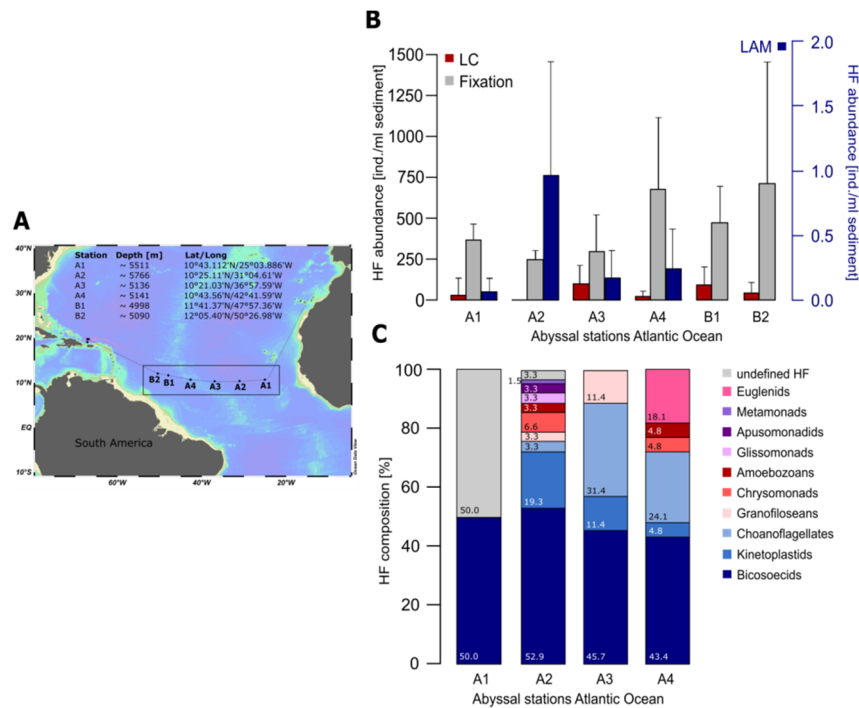 B
LAM
2.0
1500
LC
Fixation
1250
1.5
1000
750
1.0
500
0.5
250
0
0.0
HF abundance [ind./ml sediment]
HF abundance [ind./ml sediment]
A1 A2 A3 A4 B1 B2
Abyssal stations Atlantic Ocean
A
40°N
30°N
20°N
10°N
EQ
10°S
Station Depth [m] Lat/Long
A1 ~ 5511 10°43.112'N/25°03.886'W
A2 ~ 5766 10°25.11'N/31°04.61'W
A3 ~ 5136 10°21.03'N/36°57.59'W
A4 ~ 5141 10°43.56'N/42°41.59'W
B1 ~ 4998 11°41.37'N/47°57.36'W
B2 ~ 5090 12°05.40'N/50°26.98'W
B2 B1 A4 A3 A2 A1
South America
Ocean Data View
60°W 40°W 20°W
C
100
80
60
40
20
0
HF composition [%]
50.0
50.0
3.3
1.5
3.3
3.3
3.3
6.6
3.3
3.3
19.3
52.9
11.4
31.4
11.4
45.7
18.1
4.8
4.8
24.1
4.8
43.4
A1 A2 A3 A4
Abyssal stations Atlantic Ocean
undefined HF
Euglenids
Metamonads
Apusomonadids
Glissomonads
Amoebozoans
Chrysomonads
Granofiloseans
Choanoflagellates
Kinetoplastids
Bicosoecids